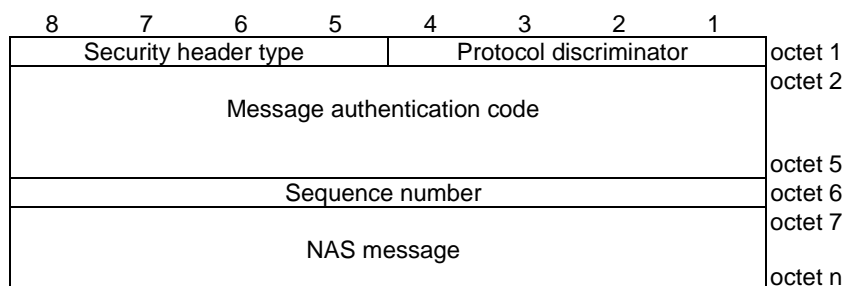 8 7 6 5 4 3 2 1
Security header type Protocol discriminator octet 1
octet 2
Message authentication code
octet 5
Sequence number octet 6
octet 7
NAS message
octet n